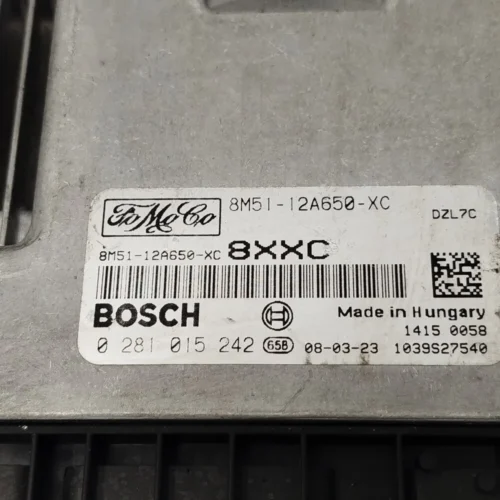 FoMoCo 8M51-12A650-XC DZL7C
8M51-12A650-XC 8XXC
BOSCH Made in Hungary
1415 0058
0 281 015 242 658 08-03-23 1039S27540